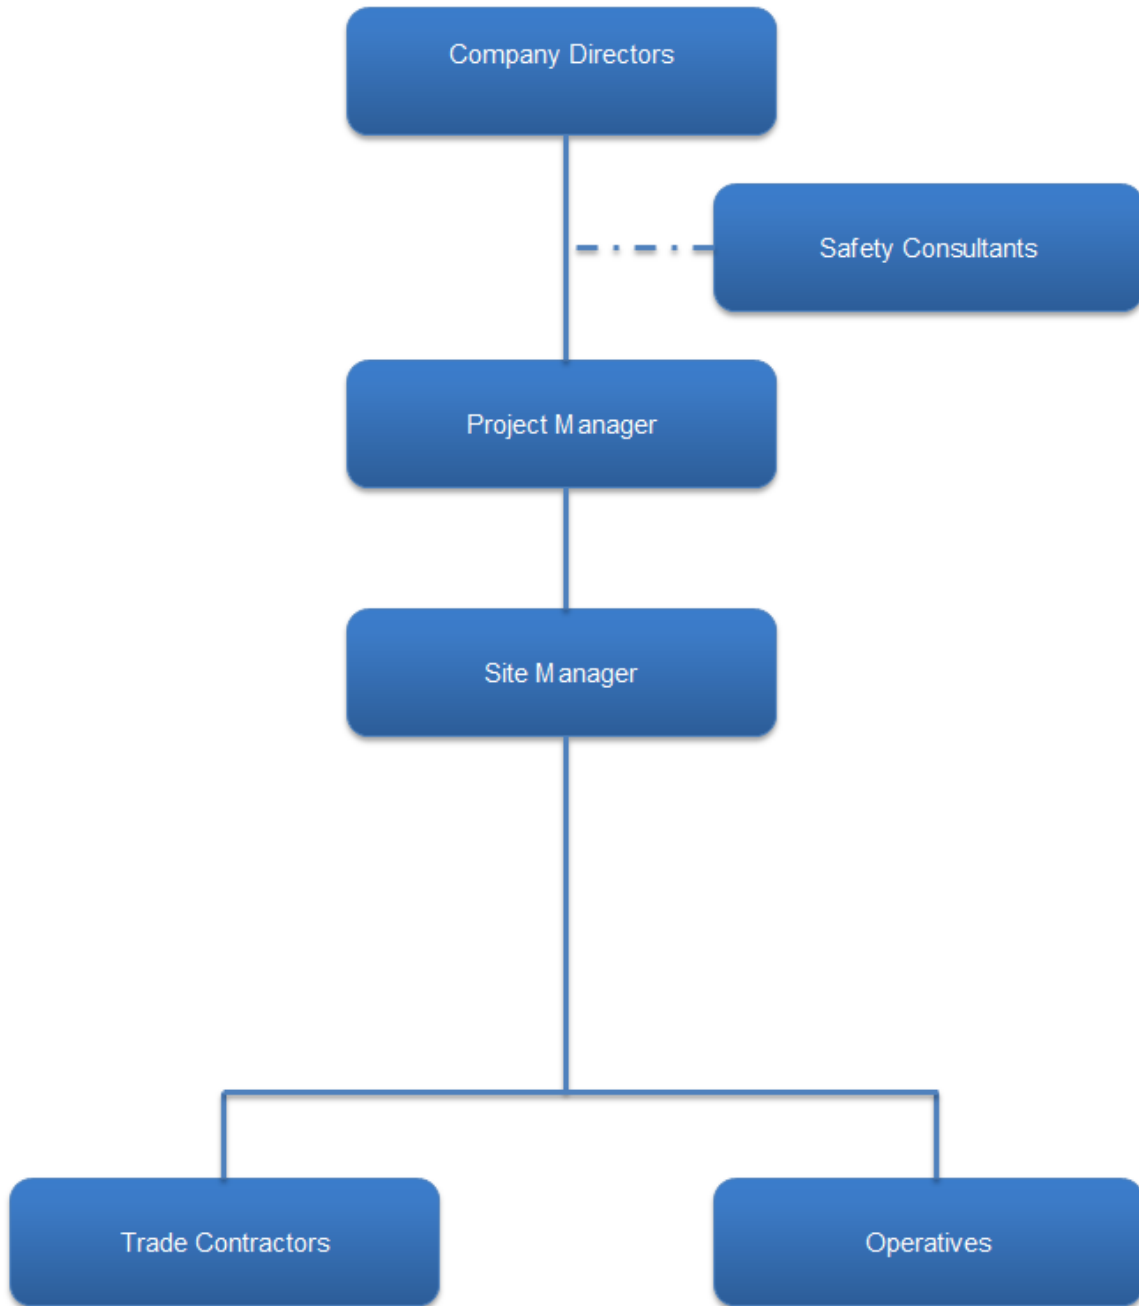 Company Directors
Safety Consultants
Project Manager
Site Manager
Trade Contractors
Operatives